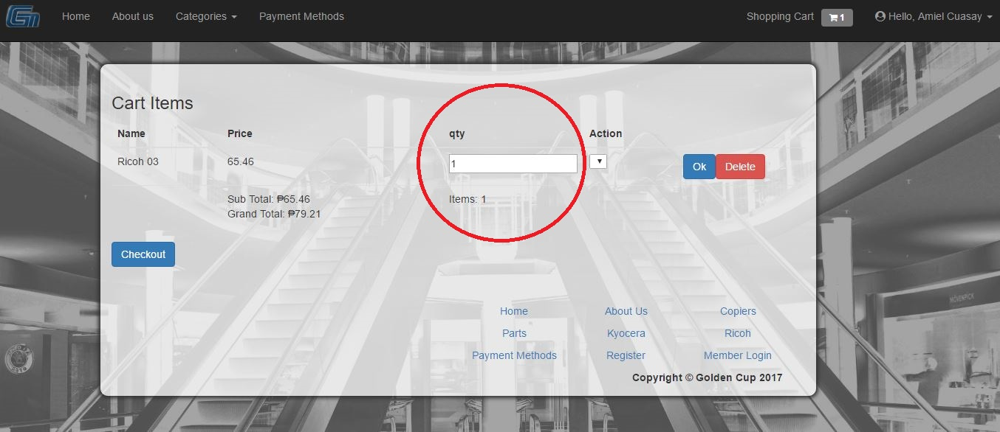 Home About us Categories Payment Methods Shopping Cart 1 Hello, Amiel Cuasay
Cart Items
Name Price qty Action
Ricoh 03 65.46 1 Ok Delete
Sub Total: ₱65.46 Items: 1
Grand Total: ₱79.21
Checkout
Home About Us Copiers
Parts Kyocera Ricoh
Payment Methods Register Member Login
Copyright © Golden Cup 2017
MÖVENPICK